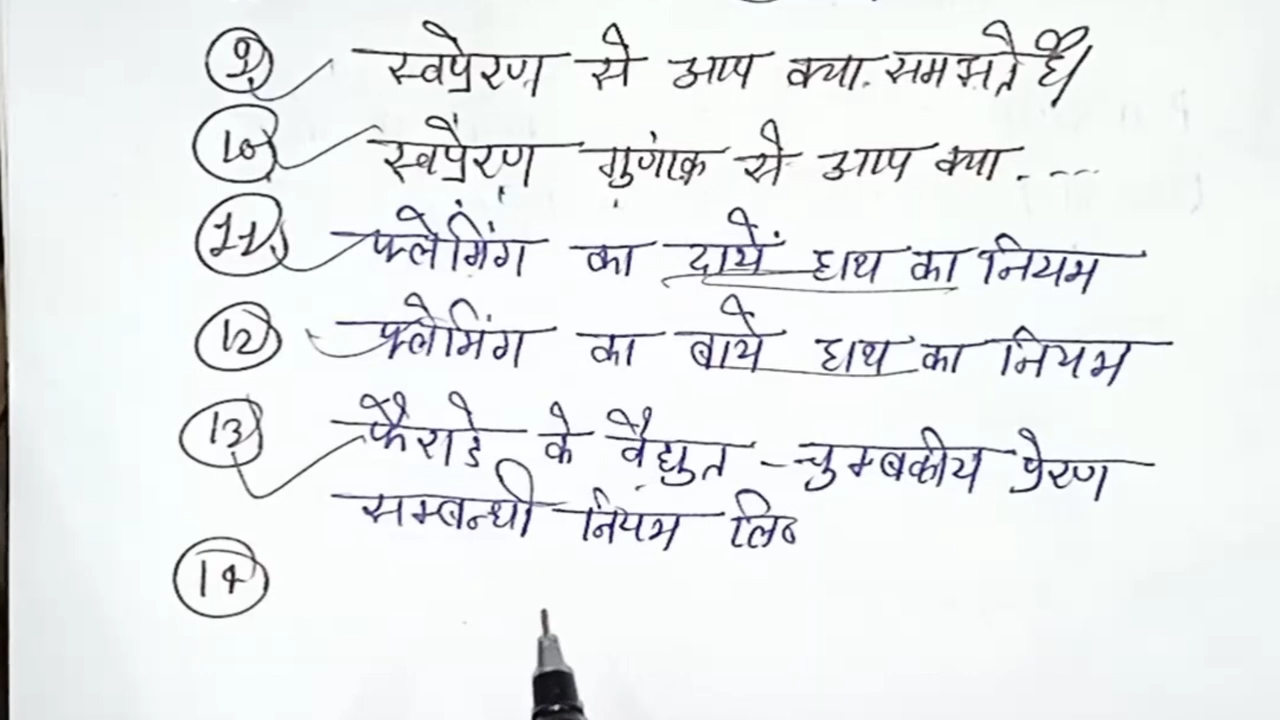 9 स्वप्रेरण से आप क्या समझते है
10 स्वप्रेरण गुणांक से आप क्या ....
11 फ्लेमिंग का दायें हाथ का नियम
12 फ्लेमिंग का बाये हाथ का नियम
13 फैराडे के वैद्युत - चुम्बकीय प्रेरण
सम्बन्धी नियम लिख
14